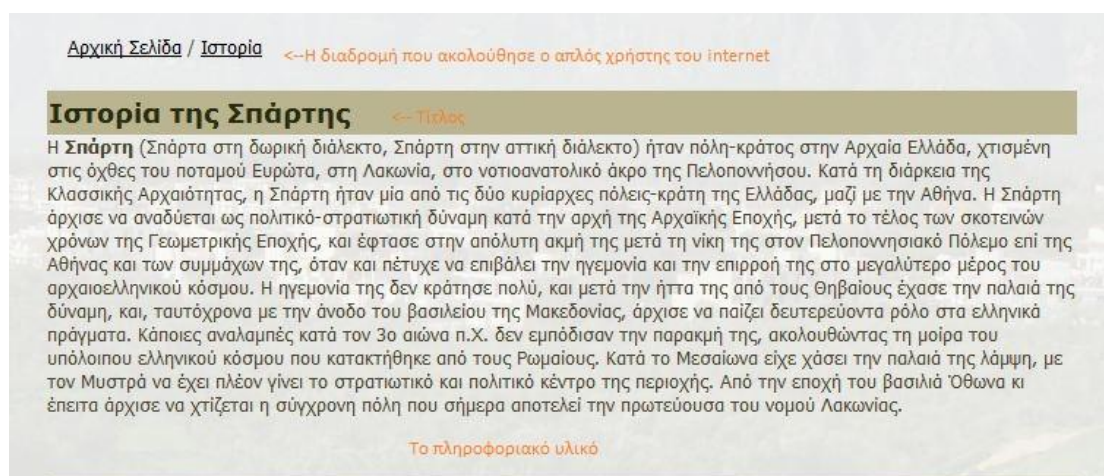 Αρχική Σελίδα / Ιστορία <--Η διαδρομή που ακολούθησε ο απλός χρήστης του internet
Ιστορία της Σπάρτης <-- Τίτλος
Η Σπάρτη (Σπάρτα στη δωρική διάλεκτο, Σπάρτη στην αττική διάλεκτο) ήταν πόλη-κράτος στην Αρχαία Ελλάδα, χτισμένη
στις όχθες του ποταμού Ευρώτα, στη Λακωνία, στο νοτιοανατολικό άκρο της Πελοποννήσου. Κατά τη διάρκεια της
Κλασσικής Αρχαιότητας, η Σπάρτη ήταν μία από τις δύο κυρίαρχες πόλεις-κράτη της Ελλάδας, μαζί με την Αθήνα. Η Σπάρτη
άρχισε να αναδύεται ως πολιτικό-στρατιωτική δύναμη κατά την αρχή της Αρχαϊκής Εποχής, μετά το τέλος των σκοτεινών
χρόνων της Γεωμετρικής Εποχής, και έφτασε στην απόλυτη ακμή της μετά τη νίκη της στον Πελοποννησιακό Πόλεμο επί της
Αθήνας και των συμμάχων της, όταν και πέτυχε να επιβάλει την ηγεμονία και την επιρροή της στο μεγαλύτερο μέρος του
αρχαιοελληνικού κόσμου. Η ηγεμονία της δεν κράτησε πολύ, και μετά την ήττα της από τους Θηβαίους έχασε την παλαιά της
δύναμη, και, ταυτόχρονα με την άνοδο του βασιλείου της Μακεδονίας, άρχισε να παίζει δευτερεύοντα ρόλο στα ελληνικά
πράγματα. Κάποιες αναλαμπές κατά τον 3ο αιώνα π.Χ. δεν εμπόδισαν την παρακμή της, ακολουθώντας τη μοίρα του
υπόλοιπου ελληνικού κόσμου που κατακτήθηκε από τους Ρωμαίους. Κατά το Μεσαίωνα είχε χάσει την παλαιά της λάμψη, με
τον Μυστρά να έχει πλέον γίνει το στρατιωτικό και πολιτικό κέντρο της περιοχής. Από την εποχή του βασιλιά Όθωνα κι
έπειτα άρχισε να χτίζεται η σύγχρονη πόλη που σήμερα αποτελεί την πρωτεύουσα του νομού Λακωνίας.
Το πληροφοριακό υλικό